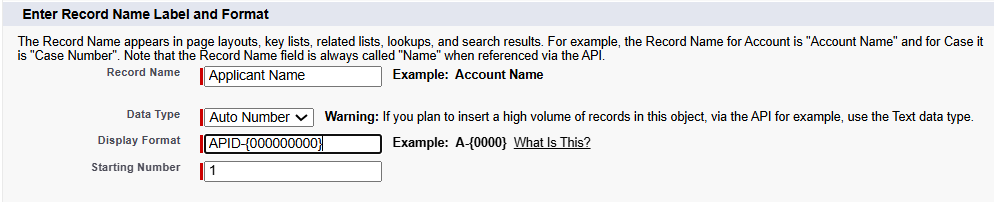 Enter Record Name Label and Format
The Record Name appears in page layouts, key lists, related lists, lookups, and search results. For example, the Record Name for Account is "Account Name" and for Case it
is "Case Number". Note that the Record Name field is always called "Name" when referenced via the API.
Record Name Applicant Name Example: Account Name
Data Type Auto Number Warning: If you plan to insert a high volume of records in this object, via the API for example, use the Text data type.
Display Format APID-{000000000} Example: A-{0000} What Is This?
Starting Number 1